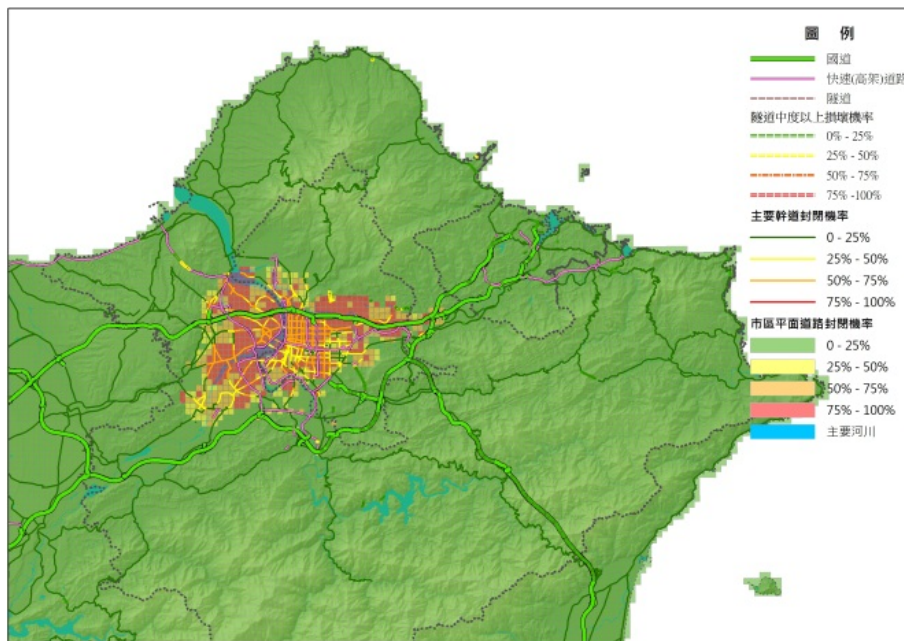 圖 例
國道
快速(高架)道路
隧道
隧道中度以上損壞機率
0% - 25%
25% - 50%
50% - 75%
75% -100%
主要幹道封閉機率
0 - 25%
25% - 50%
50% - 75%
75% - 100%
市區平面道路封閉機率
0 - 25%
25% - 50%
50% - 75%
75% - 100%
主要河川